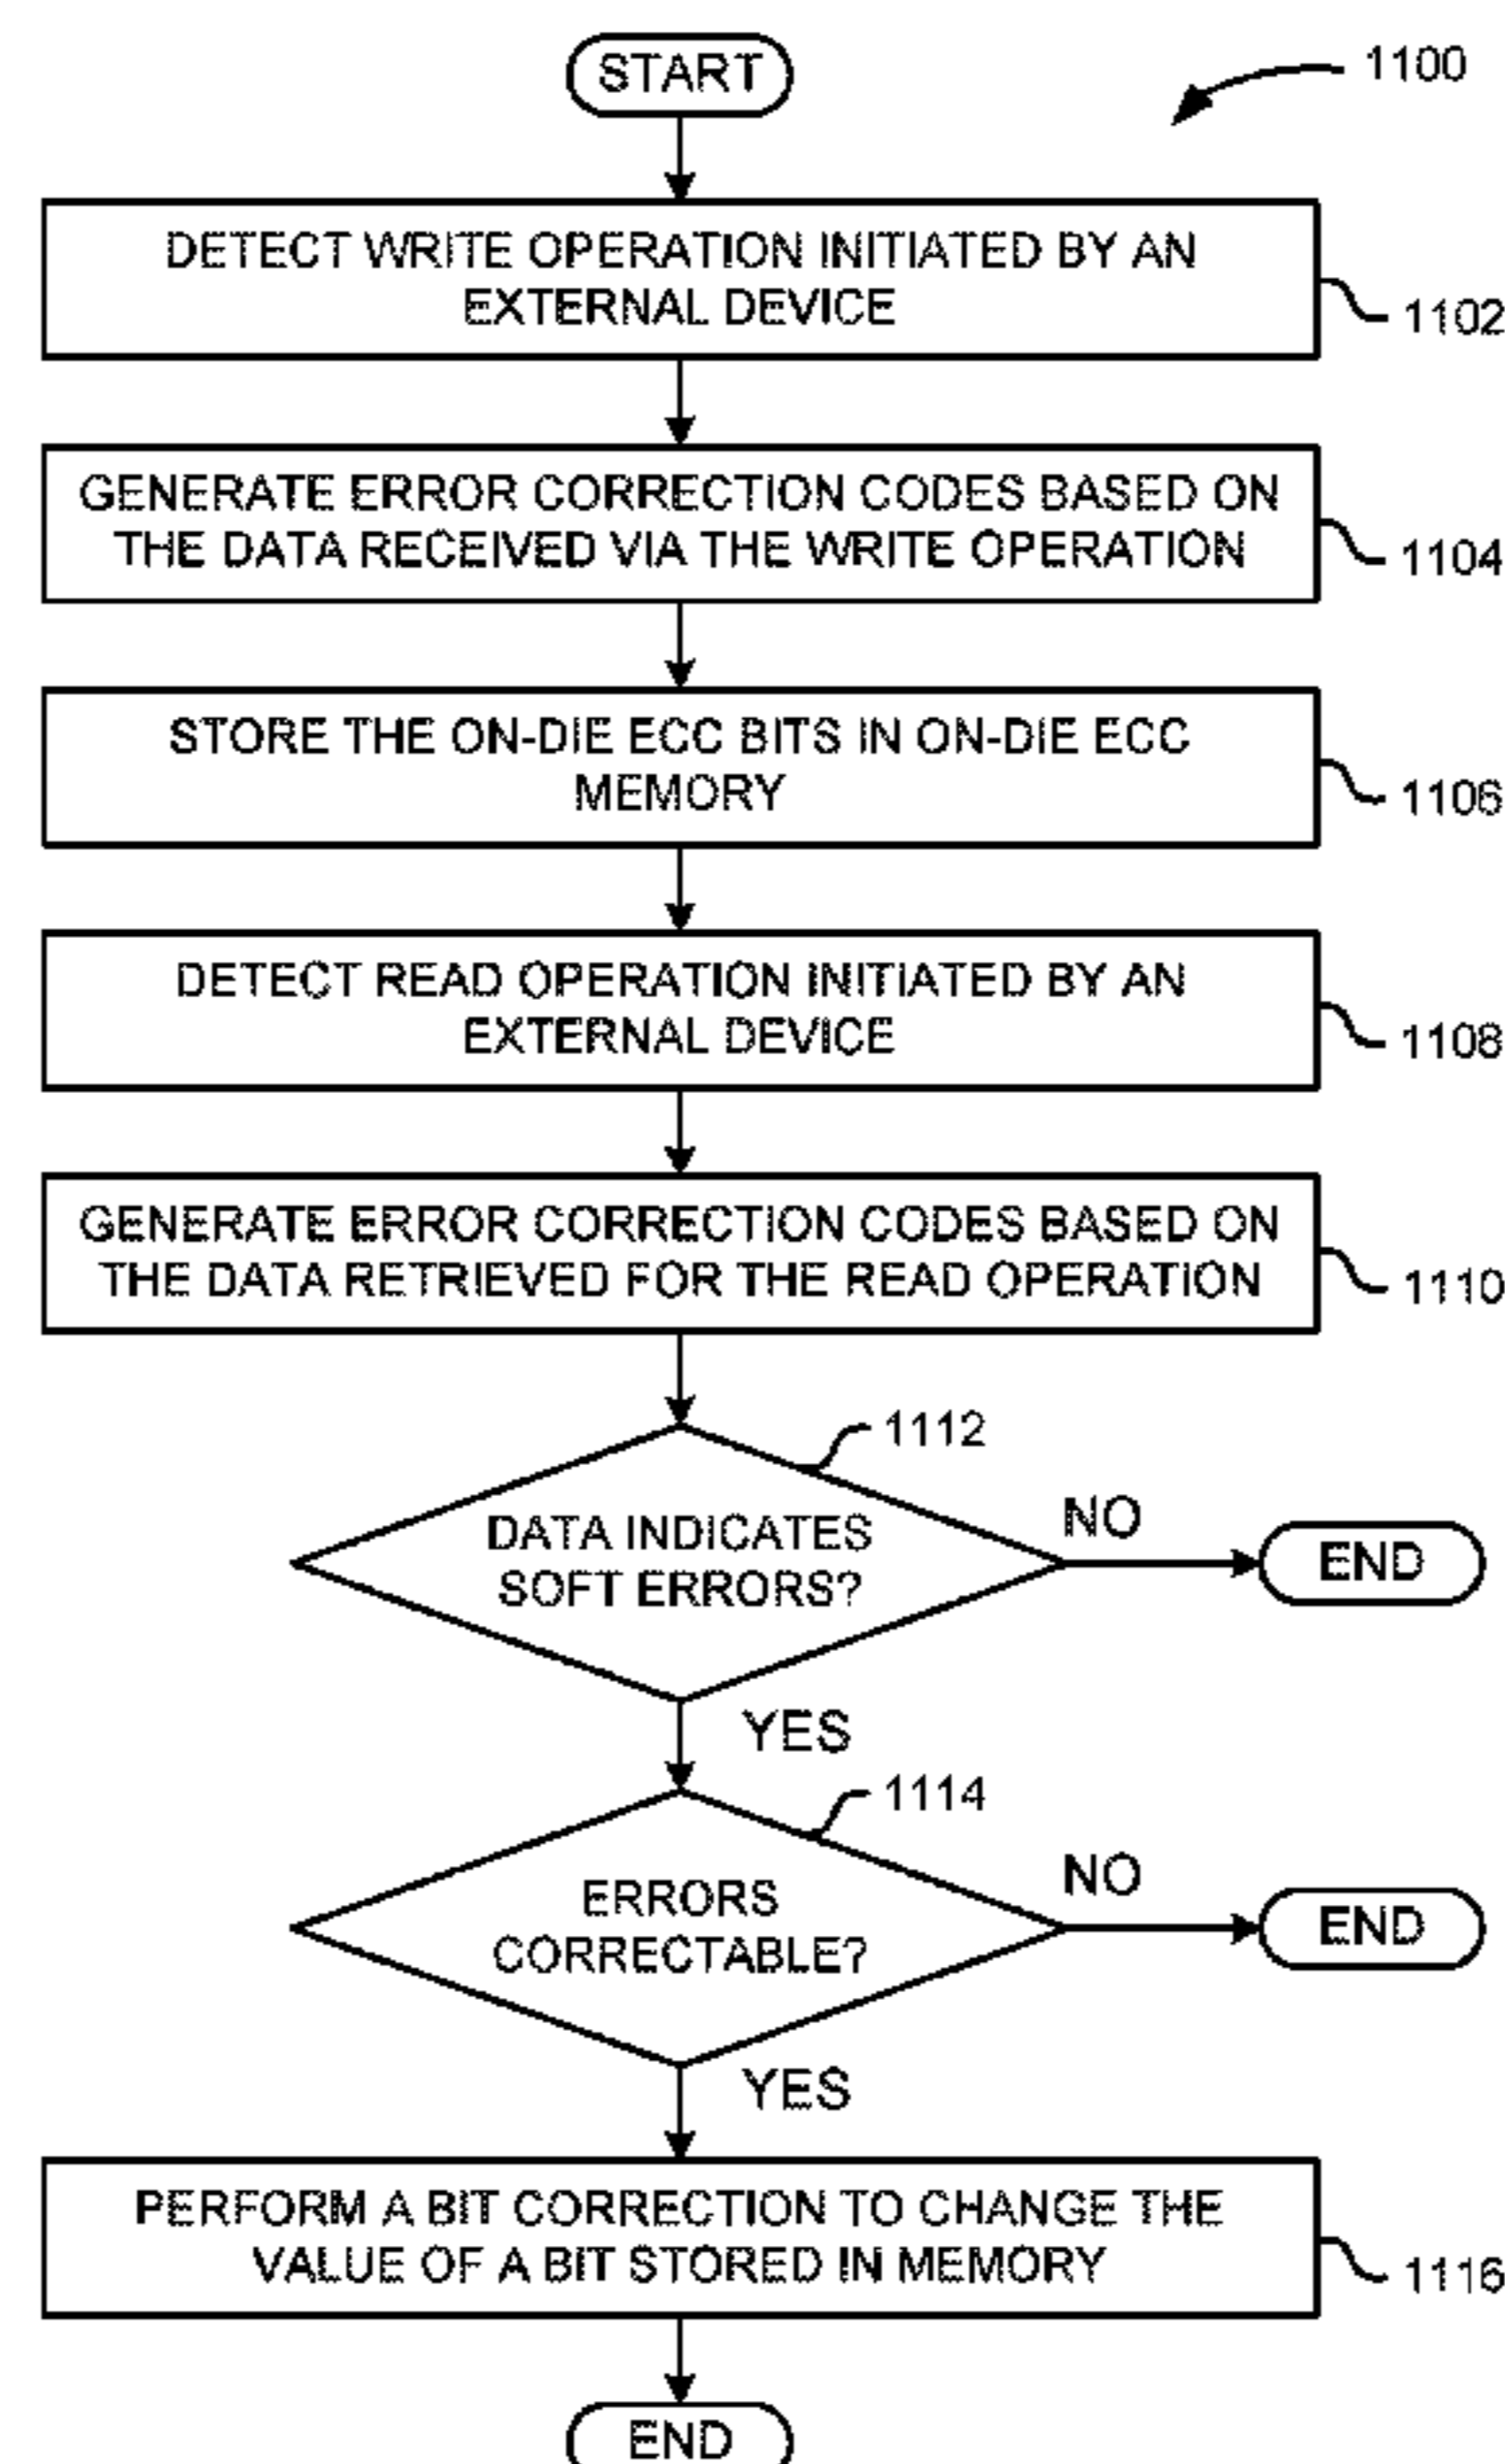 START
1100
DETECT WRITE OPERATION INITIATED BY AN
EXTERNAL DEVICE
1102
GENERATE ERROR CORRECTION CODES BASED ON
THE DATA RECEIVED VIA THE WRITE OPERATION
1104
STORE THE ON-DIE ECC BITS IN ON-DIE ECC
MEMORY
1106
DETECT READ OPERATION INITIATED BY AN
EXTERNAL DEVICE
1108
GENERATE ERROR CORRECTION CODES BASED ON
THE DATA RETRIEVED FOR THE READ OPERATION
1110
1112
DATA INDICATES
SOFT ERRORS?
NO
END
YES
1114
ERRORS
CORRECTABLE?
NO
END
YES
PERFORM A BIT CORRECTION TO CHANGE THE
VALUE OF A BIT STORED IN MEMORY
1116
END